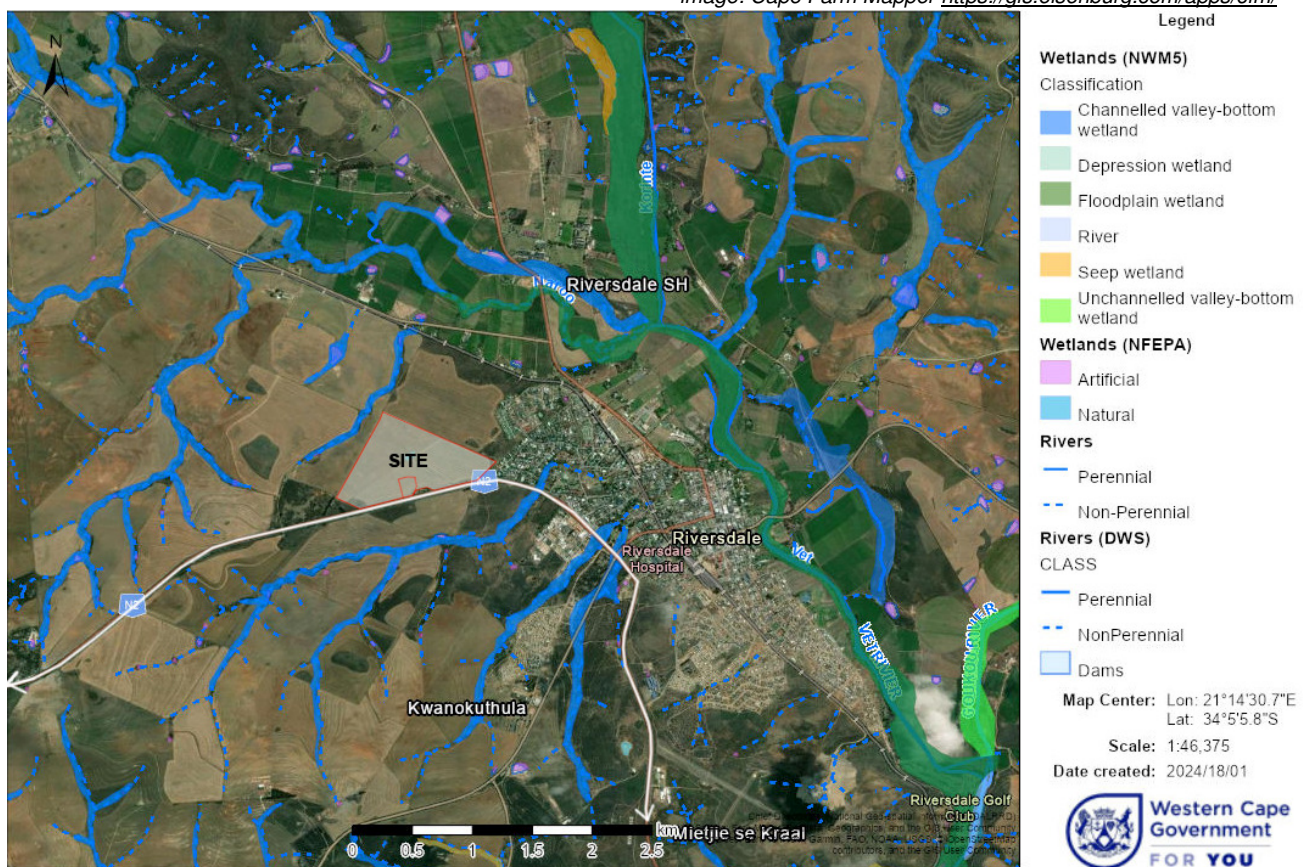 Image: Cape Farm Mapper https://gis.elsenburg.com/apps/cfm/
N
Koринte
Naroo
Riversdale SH
SITE
N2
Riversdale
Riversdale
Hospital
Vet
N2
VETRIVIER
GOUKOU RIVIER
Kwanokuthula
Riversdale Golf
Club
0 0.5 1 1.5 2 2.5
km
Mietjie se Kraal
Legend
Wetlands (NWM5)
Classification
Channelled valley-bottom
wetland
Depression wetland
Floodplain wetland
River
Seep wetland
Unchannelled valley-bottom
wetland
Wetlands (NFEPA)
Artificial
Natural
Rivers
Perennial
Non-Perennial
Rivers (DWS)
CLASS
Perennial
NonPerennial
Dams
Map Center: Lon: 21°14'30.7"E
Lat: 34°5'5.8"S
Scale: 1:46,375
Date created: 2024/18/01
Western Cape
Government
FOR YOU